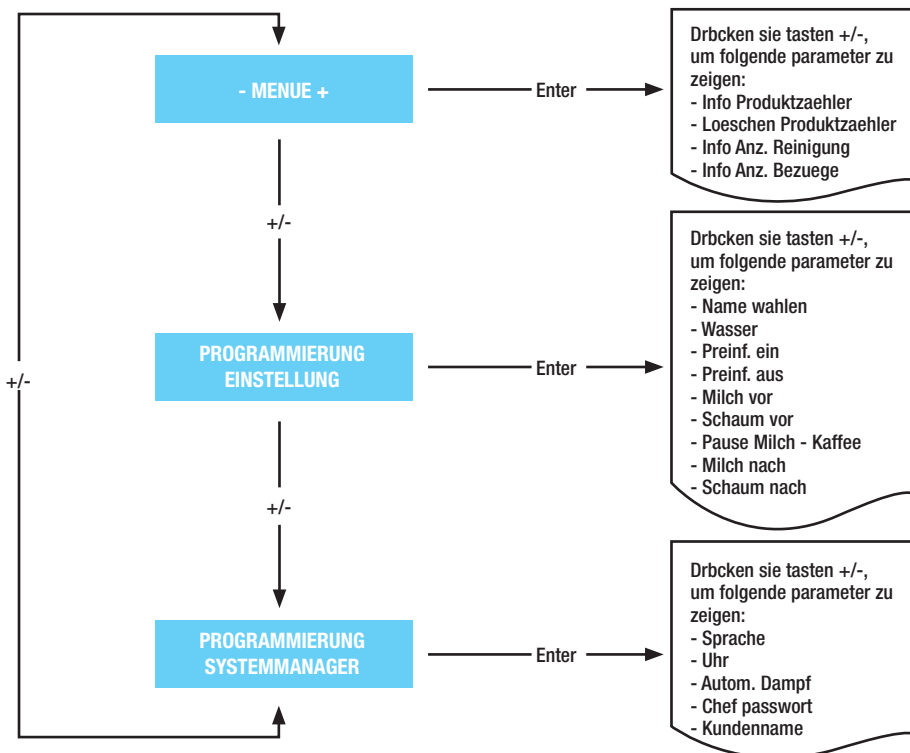 - MENUE +
Enter
Drbcken sie tasten +/-,
um folgende parameter zu
zeigen:
- Info Produktzaehler
- Loeschen Produktzaehler
- Info Anz. Reinigung
- Info Anz. Bezuege
+/-
PROGRAMMIERUNG
EINSTELLUNG
Enter
Drbcken sie tasten +/-,
um folgende parameter zu
zeigen:
- Name wahlen
- Wasser
- Preinf. ein
- Preinf. aus
- Milch vor
- Schaum vor
- Pause Milch - Kaffee
- Milch nach
- Schaum nach
+/-
+/-
PROGRAMMIERUNG
SYSTEMMANAGER
Enter
Drbcken sie tasten +/-,
um folgende parameter zu
zeigen:
- Sprache
- Uhr
- Autom. Dampf
- Chef passwort
- Kundenname